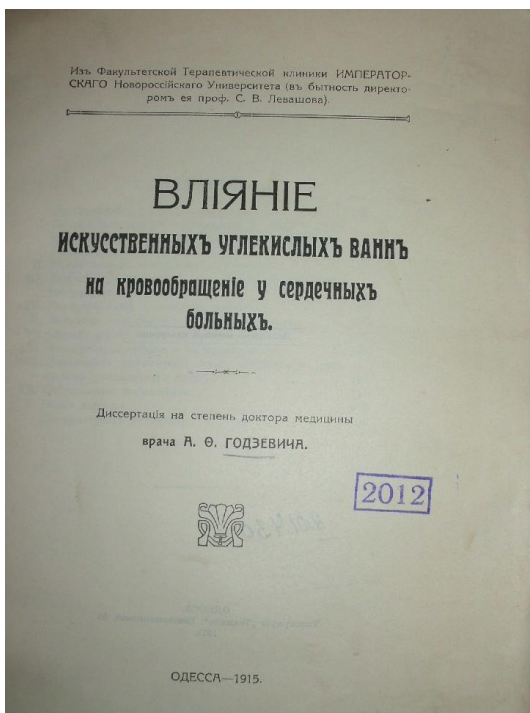 Изъ Факультетской Терапевтической клиники ИМПЕРАТОР-
СКАГО Новороссійскаго Университета (въ бытность директо-
ромъ ея проф. С. В. Левашова).
ВЛІЯНІЕ
ИСКУССТВЕННЫХЪ УГЛЕКИСЛЫХЪ ВАННЪ
на кровообращеніе у сердечныхъ
больныхъ.
Диссертація на степень доктора медицины
врача А. Ѳ. ГОДЗЕВИЧА.
2012
ОДЕССА—1915.